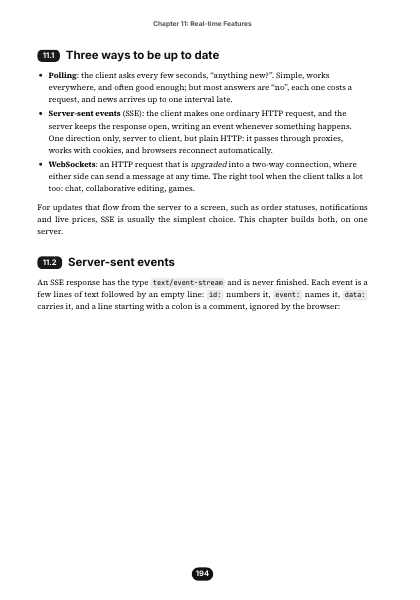 Chapter 11: Real-time Features
11.1 Three ways to be up to date
• Polling: the client asks every few seconds, “anything new?”. Simple, works
everywhere, and often good enough; but most answers are “no”, each one costs a
request, and news arrives up to one interval late.
• Server-sent events (SSE): the client makes one ordinary HTTP request, and the
server keeps the response open, writing an event whenever something happens.
One direction only, server to client, but plain HTTP: it passes through proxies,
works with cookies, and browsers reconnect automatically.
• WebSockets: an HTTP request that is upgraded into a two-way connection, where
either side can send a message at any time. The right tool when the client talks a lot
too: chat, collaborative editing, games.
For updates that flow from the server to a screen, such as order statuses, notifications
and live prices, SSE is usually the simplest choice. This chapter builds both, on one
server.
11.2 Server-sent events
An SSE response has the type text/event-stream and is never finished. Each event is a
few lines of text followed by an empty line: id: numbers it, event: names it, data:
carries it, and a line starting with a colon is a comment, ignored by the browser:
194